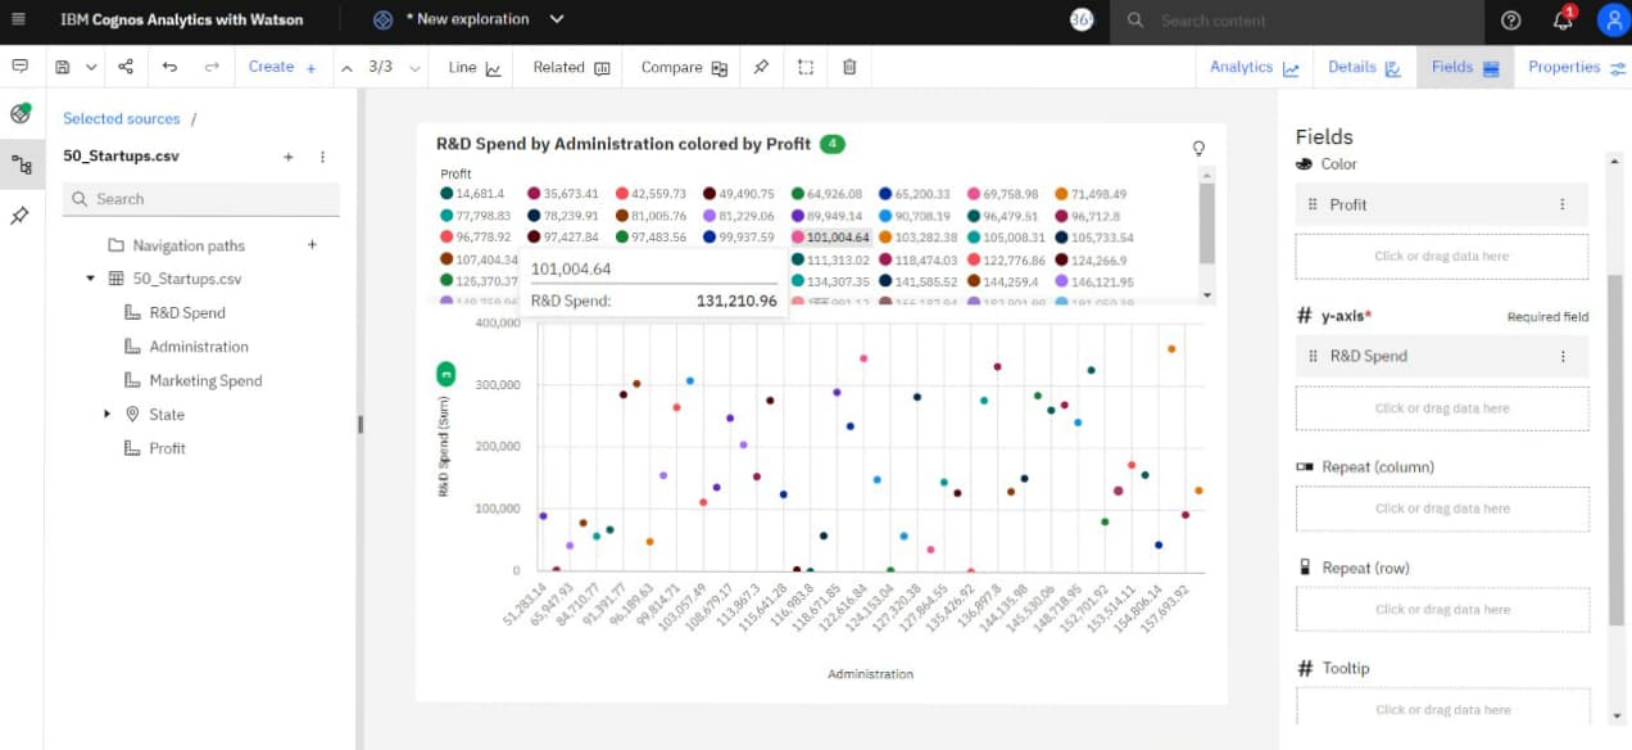 IBM Cognos Analytics with Watson
* New exploration
Search content
1
Create +
3/3
Line
Related
Compare
Analytics
Details
Fields
Properties
Selected sources /
50_Startups.csv
Search
Navigation paths
50_Startups.csv
R&D Spend
Administration
Marketing Spend
State
Profit
R&D Spend by Administration colored by Profit 4
Profit
14,681.4 35,673.41 42,559.73 49,490.75 64,926.08 65,200.33 69,758.98 71,498.49
77,798.83 78,239.91 81,005.76 81,229.06 89,949.14 90,708.19 96,479.51 96,712.8
96,778.92 97,427.84 97,483.56 99,937.59 101,004.64 103,282.38 105,008.31 105,733.54
107,404.34 111,313.02 118,474.03 122,776.86 124,266.9
125,370.37 134,307.35 141,585.52 144,259.4 146,121.95
101,004.64
R&D Spend: 131,210.96
400,000
300,000
200,000
100,000
0
R&D Spend (Sum)
51,283.14
65,947.93
84,710.77
91,391.77
96,189.63
99,814.71
103,057.49
108,679.17
113,867.3
115,641.28
116,983.8
118,671.85
122,616.84
124,153.04
127,320.38
127,864.55
135,426.92
136,897.8
144,135.98
145,530.06
148,718.95
152,701.92
153,514.11
154,806.14
157,693.92
Administration
Fields
Color
Profit
Click or drag data here
# y-axis* Required field
R&D Spend
Click or drag data here
Repeat (column)
Click or drag data here
Repeat (row)
Click or drag data here
# Tooltip
Click or drag data here